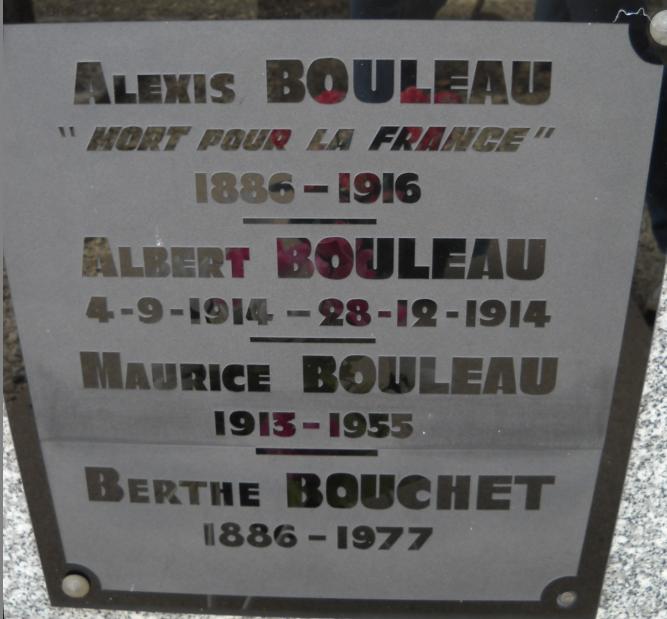 ALEXIS BOULEAU
"MORT POUR LA FRANCE"
1886 - 1916
ALBERT BOULEAU
4-9-1914 - 28-12-1914
MAURICE BOULEAU
1913 - 1955
BERTHE BOUCHET
1886 - 1977